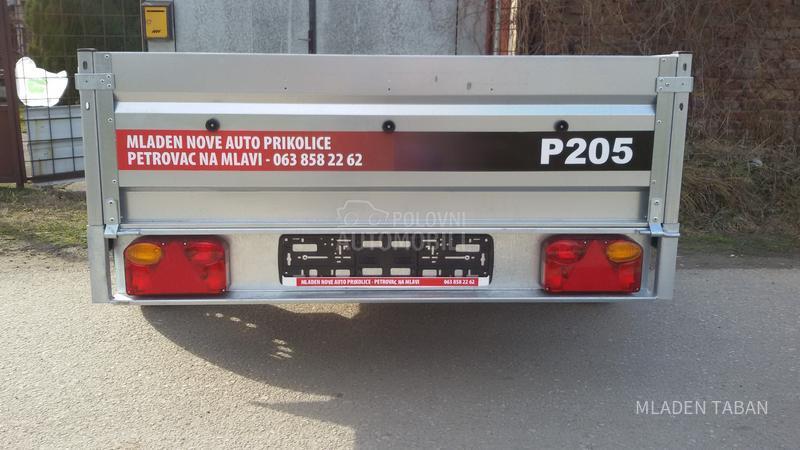 MLADEN NOVE AUTO PRIKOLICE
PETROVAC NA MLAVI - 063 858 22 62
P205
POLOVNI
AUTOMOBILI
MLADEN NOVE AUTO PRIKOLICE - PETROVAC NA MLAVI 063 858 22 62
MLADEN TABAN